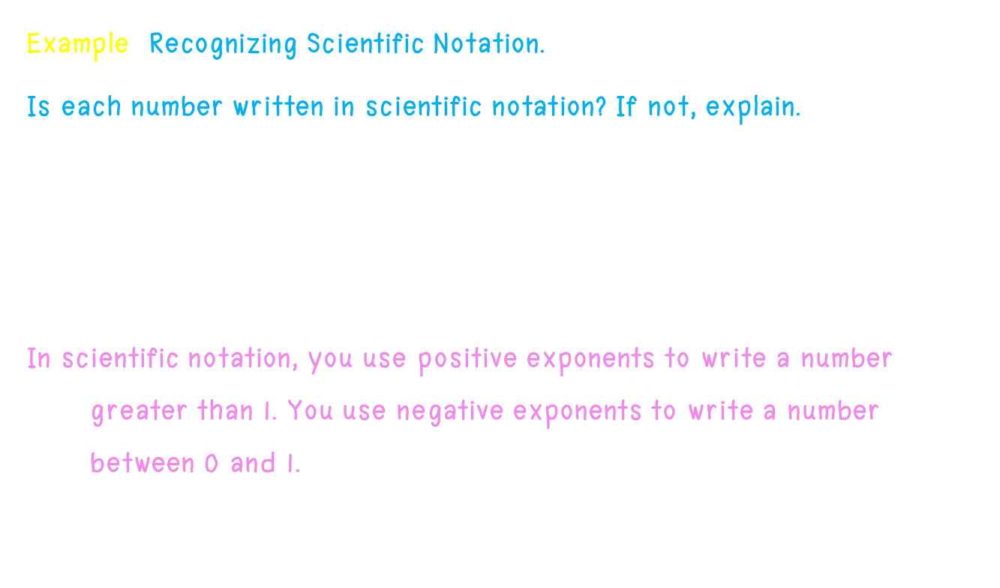 Example Recognizing Scientific Notation.
Is each number written in scientific notation? If not, explain.
In scientific notation, you use positive exponents to write a number
greater than 1. You use negative exponents to write a number
between 0 and 1.